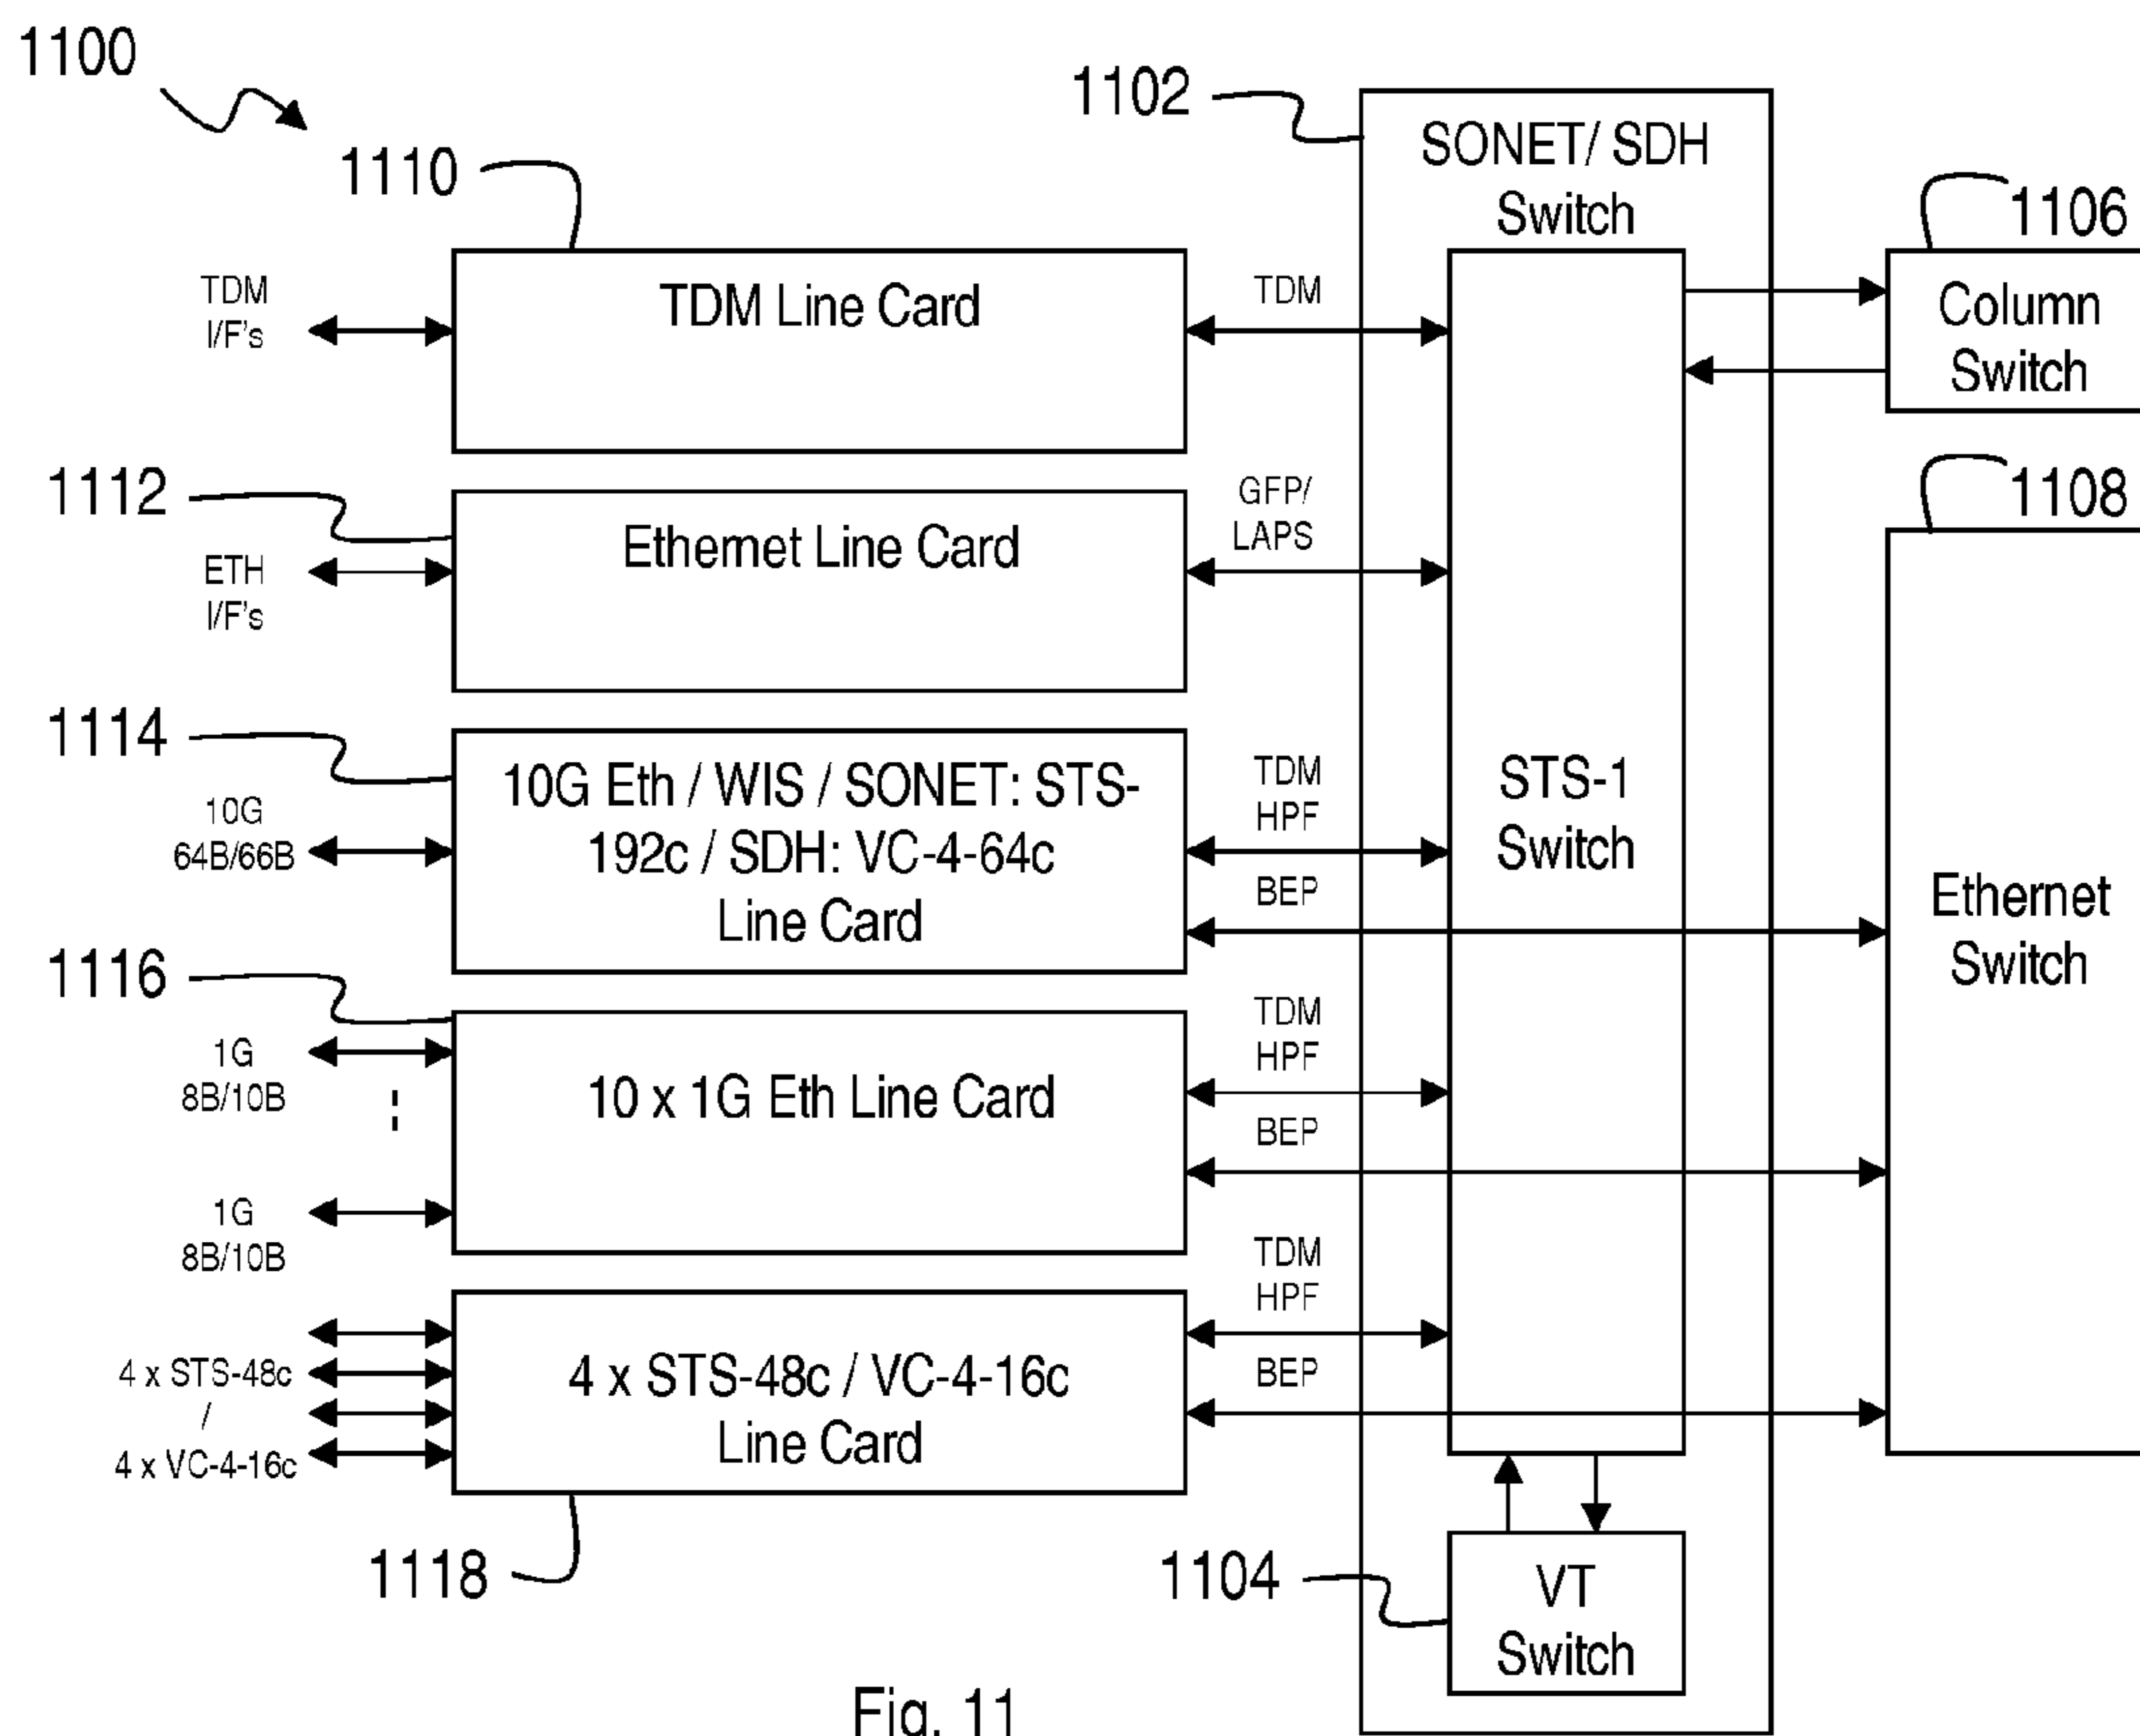 1100
1102
SONET/ SDH
Switch
1110
1106
TDM
I/F's
TDM Line Card
TDM
Column
Switch
1112
GFP/
LAPS
1108
Ethernet Line Card
ETH
I/F's
1114
10G
64B/66B
10G Eth / WIS / SONET: STS-
192c / SDH: VC-4-64c
Line Card
TDM
HPF
BEP
STS-1
Switch
Ethernet
Switch
1116
1G
8B/10B
10 x 1G Eth Line Card
TDM
HPF
BEP
1G
8B/10B
4 x STS-48c
/
4 x VC-4-16c
4 x STS-48c / VC-4-16c
Line Card
TDM
HPF
BEP
1118
1104
VT
Switch
Fig. 11